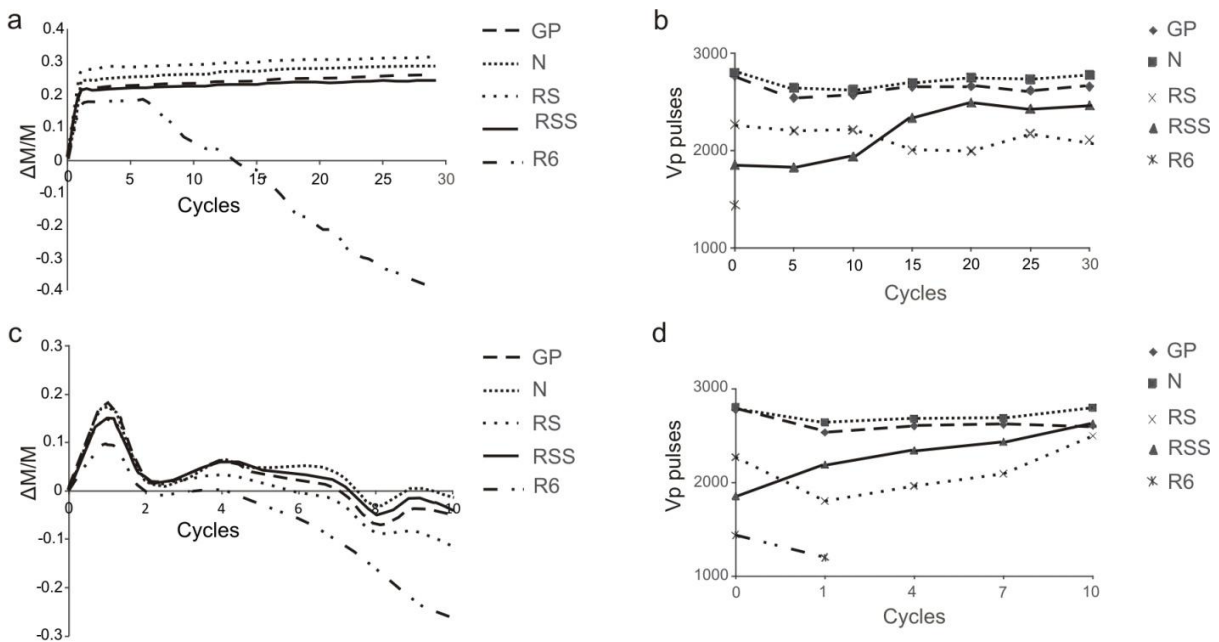 a
0.4
0.3
0.2
0.1
0
-0.1
-0.2
-0.3
-0.4
ΔM/M
0 5 10 15 20 25 30
Cycles
GP
N
RS
RSS
R6
b
3000
2000
1000
Vp pulses
0 5 10 15 20 25 30
Cycles
GP
N
RS
RSS
R6
c
0.3
0.2
0.1
0
-0.1
-0.2
-0.3
ΔM/M
0 2 4 6 8 10
Cycles
GP
N
RS
RSS
R6
d
3000
2000
1000
Vp pulses
0 1 4 7 10
Cycles
GP
N
RS
RSS
R6